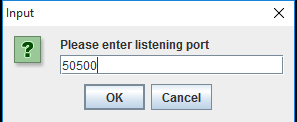 Input
Please enter listening port
50500
OK
Cancel